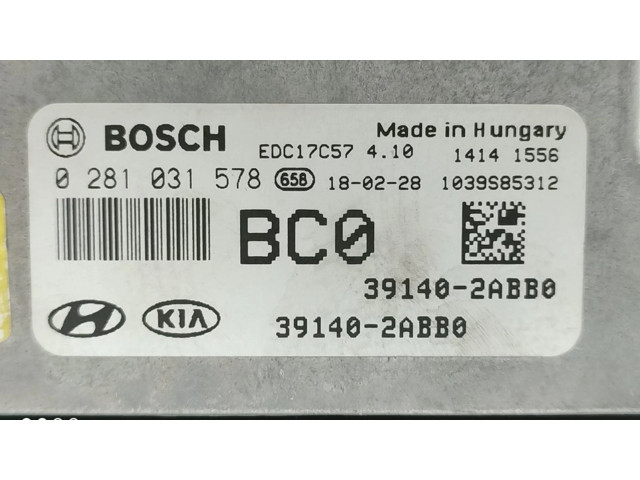 BOSCH
Made in Hungary
EDC17C57 4.10 1414 1556
0 281 031 578 658 18-02-28 1039S85312
BC0
39140-2ABB0
KIA 39140-2ABB0